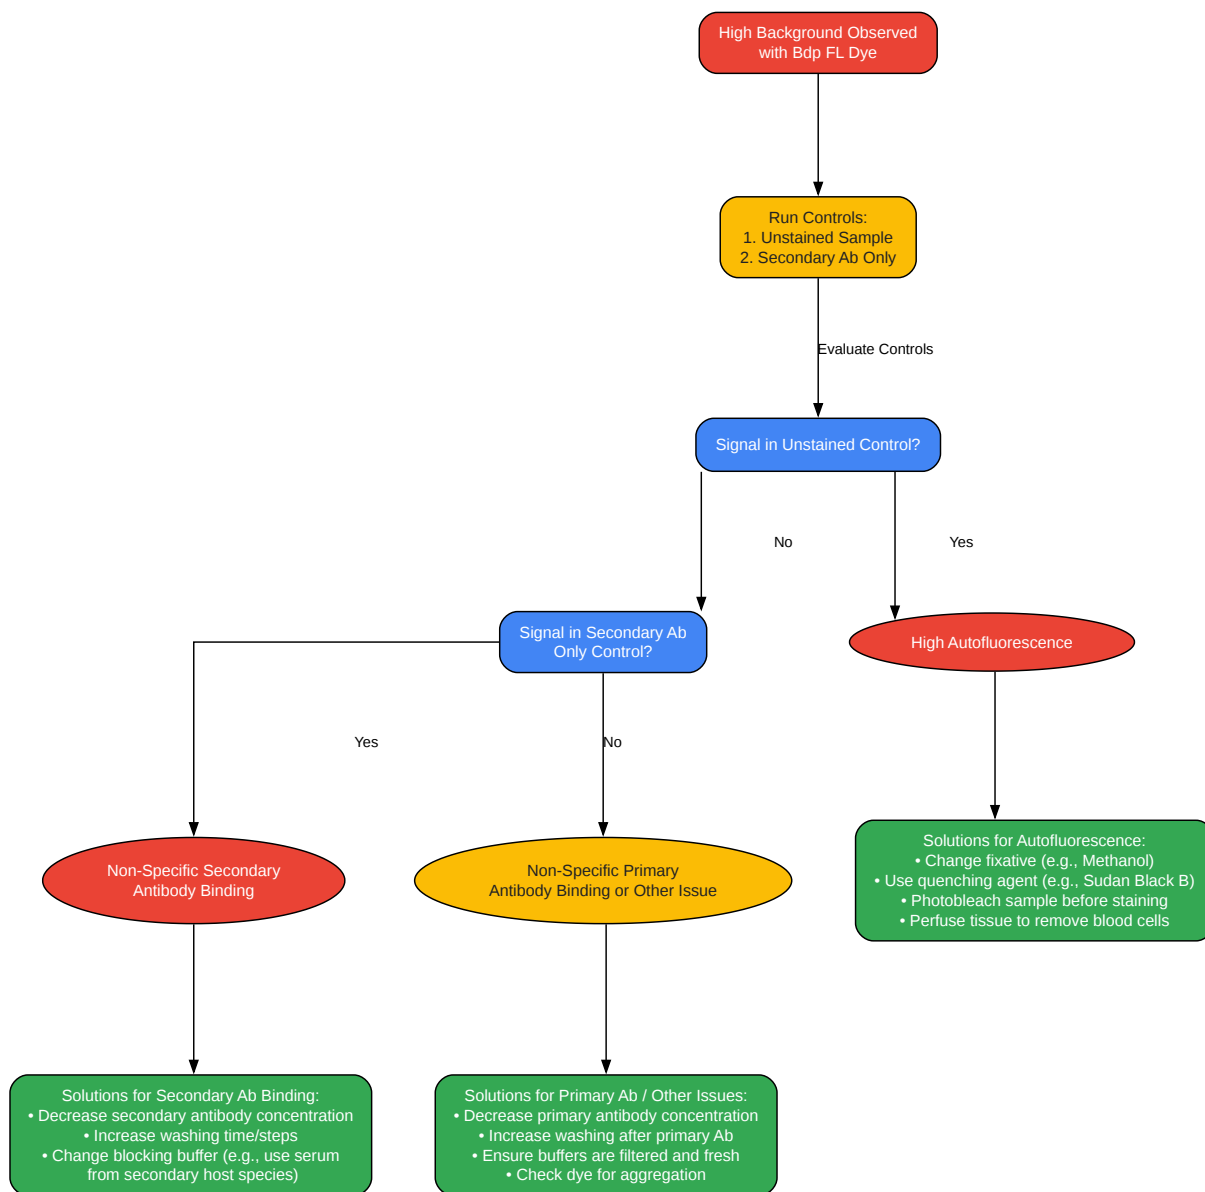 High Background Observed
with Bdp FL Dye
Run Controls:
1. Unstained Sample
2. Secondary Ab Only
Evaluate Controls
Signal in Unstained Control?
No
Yes
Signal in Secondary Ab
Only Control?
High Autofluorescence
Yes
No
Non-Specific Secondary
Antibody Binding
Non-Specific Primary
Antibody Binding or Other Issue
Solutions for Autofluorescence:
• Change fixative (e.g., Methanol)
• Use quenching agent (e.g., Sudan Black B)
• Photobleach sample before staining
• Perfuse tissue to remove blood cells
Solutions for Secondary Ab Binding:
• Decrease secondary antibody concentration
• Increase washing time/steps
• Change blocking buffer (e.g., use serum
from secondary host species)
Solutions for Primary Ab / Other Issues:
• Decrease primary antibody concentration
• Increase washing after primary Ab
• Ensure buffers are filtered and fresh
• Check dye for aggregation